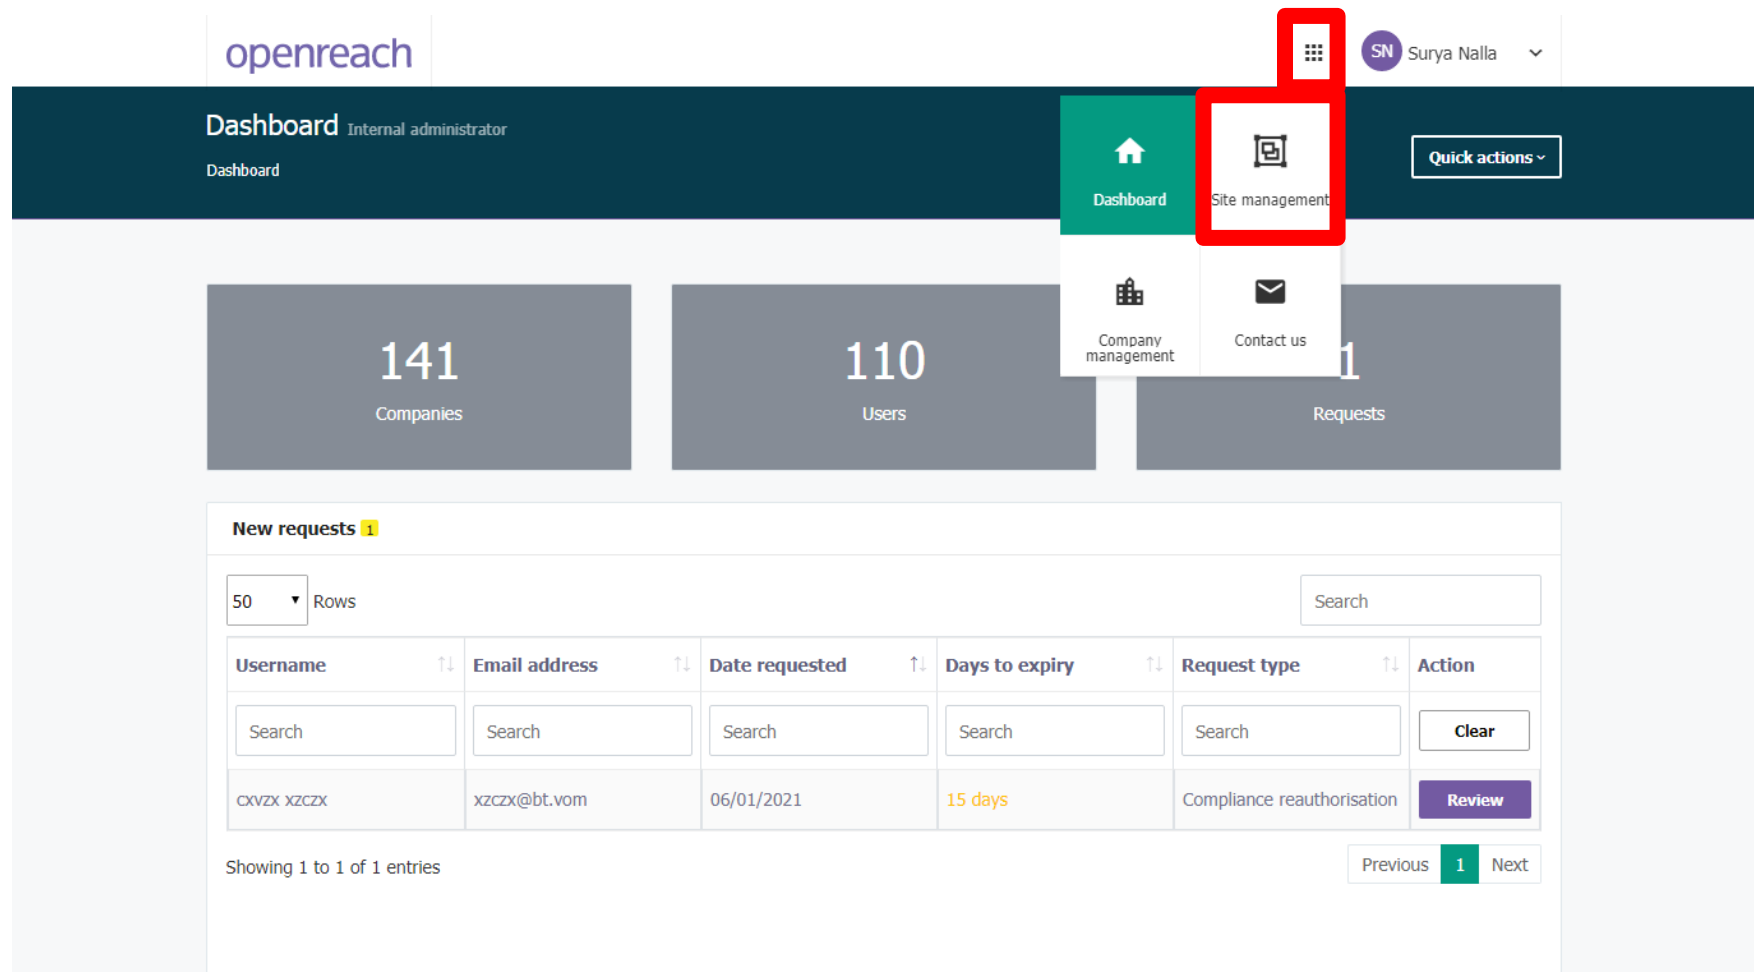 openreach
SN Surya Nalla
Dashboard Internal administrator
Dashboard
Dashboard
Site management
Quick actions
Company
management
Contact us
141
Companies
110
Users
1
Requests
New requests 1
50 Rows
Search
Username Email address Date requested Days to expiry Request type Action
Search Search Search Search Search Clear
cxvzx xzczx xzczx@bt.vom 06/01/2021 15 days Compliance reauthorisation Review
Showing 1 to 1 of 1 entries
Previous 1 Next